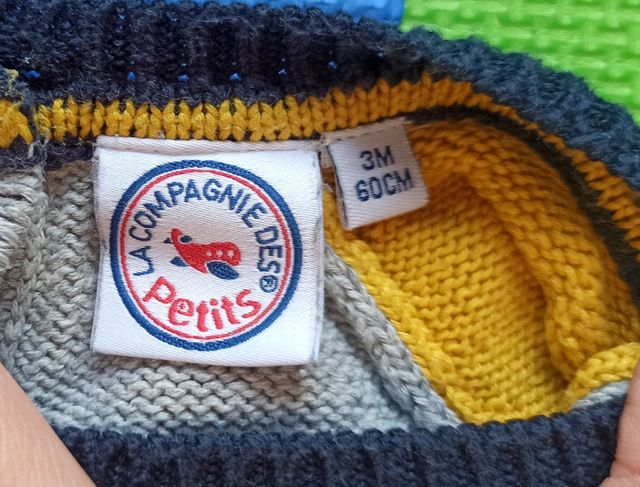 LA COMPAGNIE DES®
Petits
3M
60CM